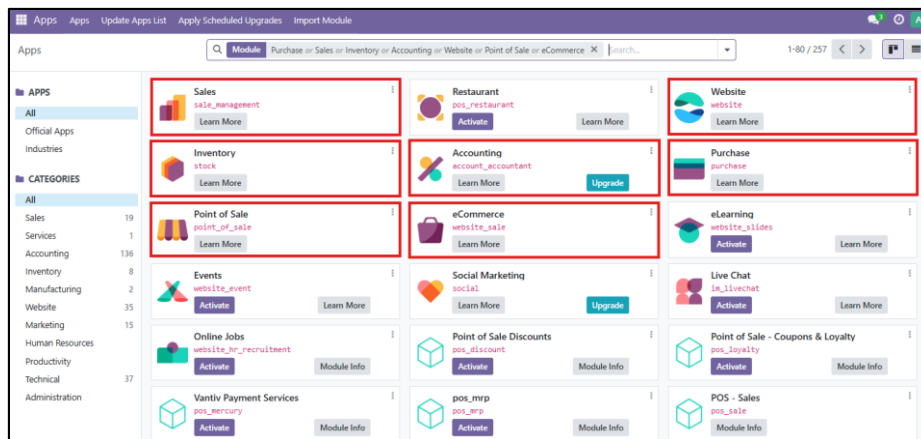 Apps Apps Update Apps List Apply Scheduled Upgrades Import Module 3
Apps Module Purchase or Sales or Inventory or Accounting or Website or Point of Sale or eCommerce × Search... 1-80 / 257
APPS
All
Official Apps
Industries
CATEGORIES
All
Sales 19
Services 1
Accounting 136
Inventory 8
Manufacturing 2
Website 35
Marketing 15
Human Resources
Productivity
Technical 37
Administration
Sales
sale_management
Learn More
Restaurant
pos_restaurant
Activate Learn More
Website
website
Learn More
Inventory
stock
Learn More
Accounting
account_accountant
Learn More Upgrade
Purchase
purchase
Learn More
Point of Sale
point_of_sale
Learn More
eCommerce
website_sale
Learn More
eLearning
website_slides
Activate Learn More
Events
website_event
Activate Learn More
Social Marketing
social
Learn More Upgrade
Live Chat
im_livechat
Activate Learn More
Online Jobs
website_hr_recruitment
Activate Module Info
Point of Sale Discounts
pos_discount
Activate Module Info
Point of Sale - Coupons & Loyalty
pos_loyalty
Activate Module Info
Vantiv Payment Services
pos_mercury
Activate Module Info
pos_mrp
pos_mrp
Activate Module Info
POS - Sales
pos_sale
Module Info